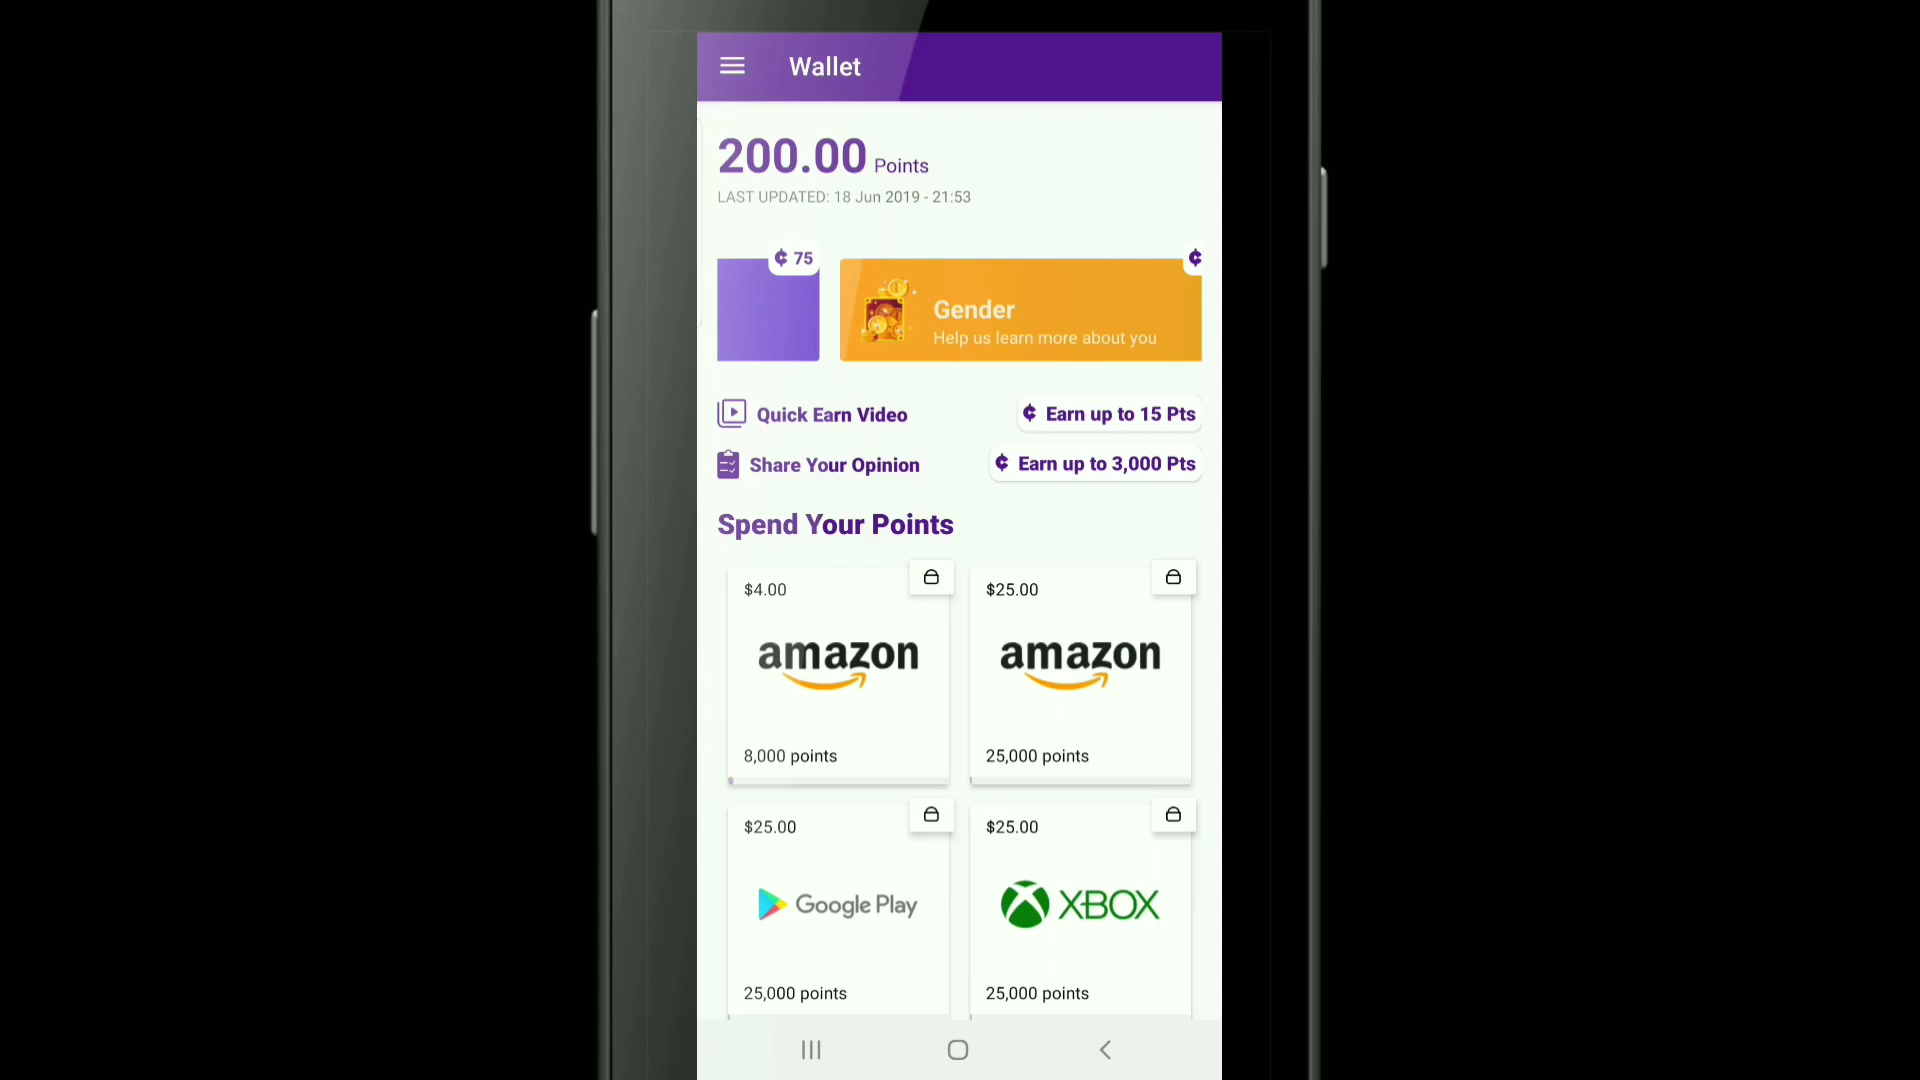 Wallet
200.00 Points
LAST UPDATED: 18 Jun 2019 - 21:53
¢ 75
¢
Gender
Help us learn more about you
Quick Earn Video
¢ Earn up to 15 Pts
Share Your Opinion
¢ Earn up to 3,000 Pts
Spend Your Points
$4.00
amazon
8,000 points
$25.00
amazon
25,000 points
$25.00
Google Play
25,000 points
$25.00
XBOX
25,000 points